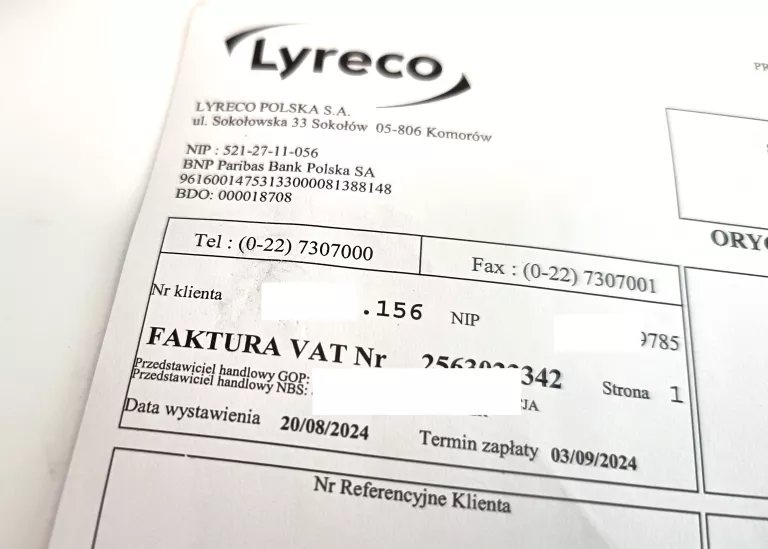 Lyreco
LYRECO POLSKA S.A.
ul. Sokołowska 33 Sokołów 05-806 Komorów
NIP : 521-27-11-056
BNP Paribas Bank Polska SA
96160014753133000081388148
BDO: 000018708
Tel : (0-22) 7307000
Fax : (0-22) 7307001
Nr klienta .156 NIP 9785
FAKTURA VAT Nr 342 Strona 1
Przedstawiciel handlowy GOP:
Przedstawiciel handlowy NBS:
Data wystawienia 20/08/2024 Termin zapłaty 03/09/2024
Nr Referencyjne Klienta